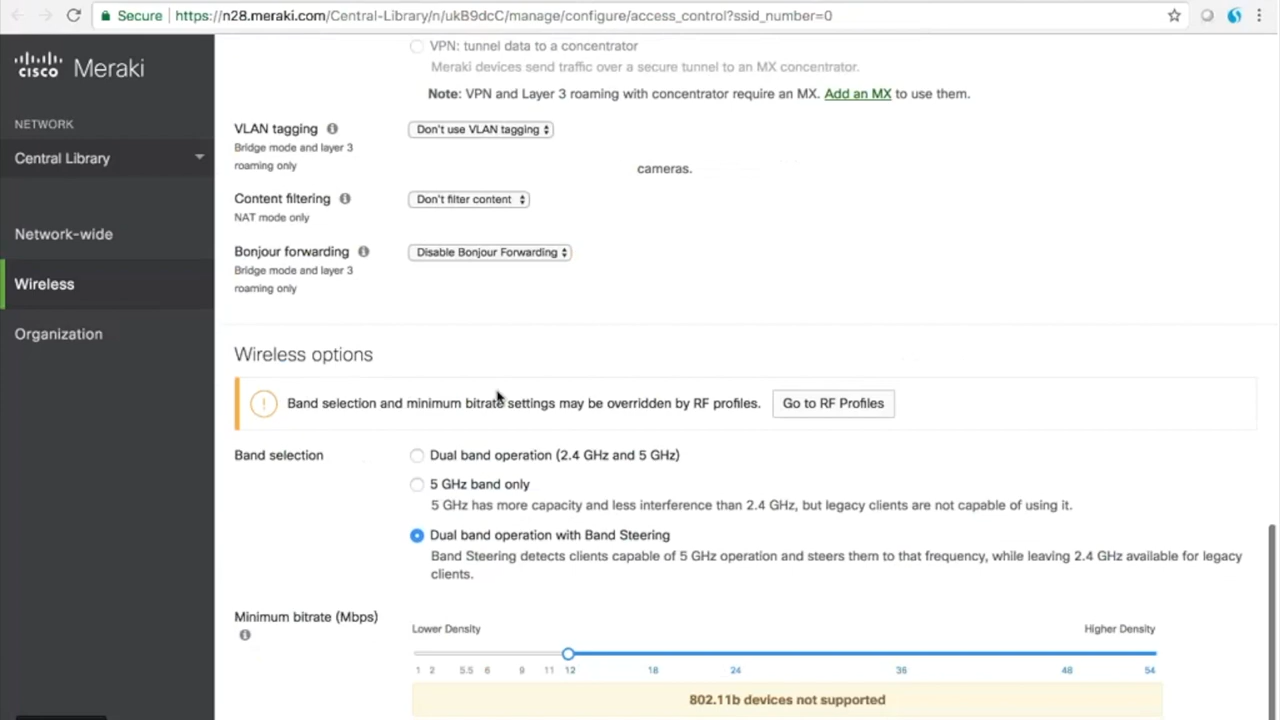 Secure https://n28.meraki.com/Central-Library/n/ukB9dcC/manage/configure/access_control?ssid_number=0
cisco Meraki
NETWORK
Central Library
Network-wide
Wireless
Organization
VPN: tunnel data to a concentrator
Meraki devices send traffic over a secure tunnel to an MX concentrator.
Note: VPN and Layer 3 roaming with concentrator require an MX. Add an MX to use them.
VLAN tagging Don't use VLAN tagging
Bridge mode and layer 3
roaming only
cameras.
Content filtering Don't filter content
NAT mode only
Bonjour forwarding Disable Bonjour Forwarding
Bridge mode and layer 3
roaming only
Wireless options
! Band selection and minimum bitrate settings may be overridden by RF profiles. Go to RF Profiles
Band selection Dual band operation (2.4 GHz and 5 GHz)
5 GHz band only
5 GHz has more capacity and less interference than 2.4 GHz, but legacy clients are not capable of using it.
Dual band operation with Band Steering
Band Steering detects clients capable of 5 GHz operation and steers them to that frequency, while leaving 2.4 GHz available for legacy
clients.
Minimum bitrate (Mbps)
Lower Density Higher Density
1 2 5.5 6 9 11 12 18 24 36 48 54
802.11b devices not supported